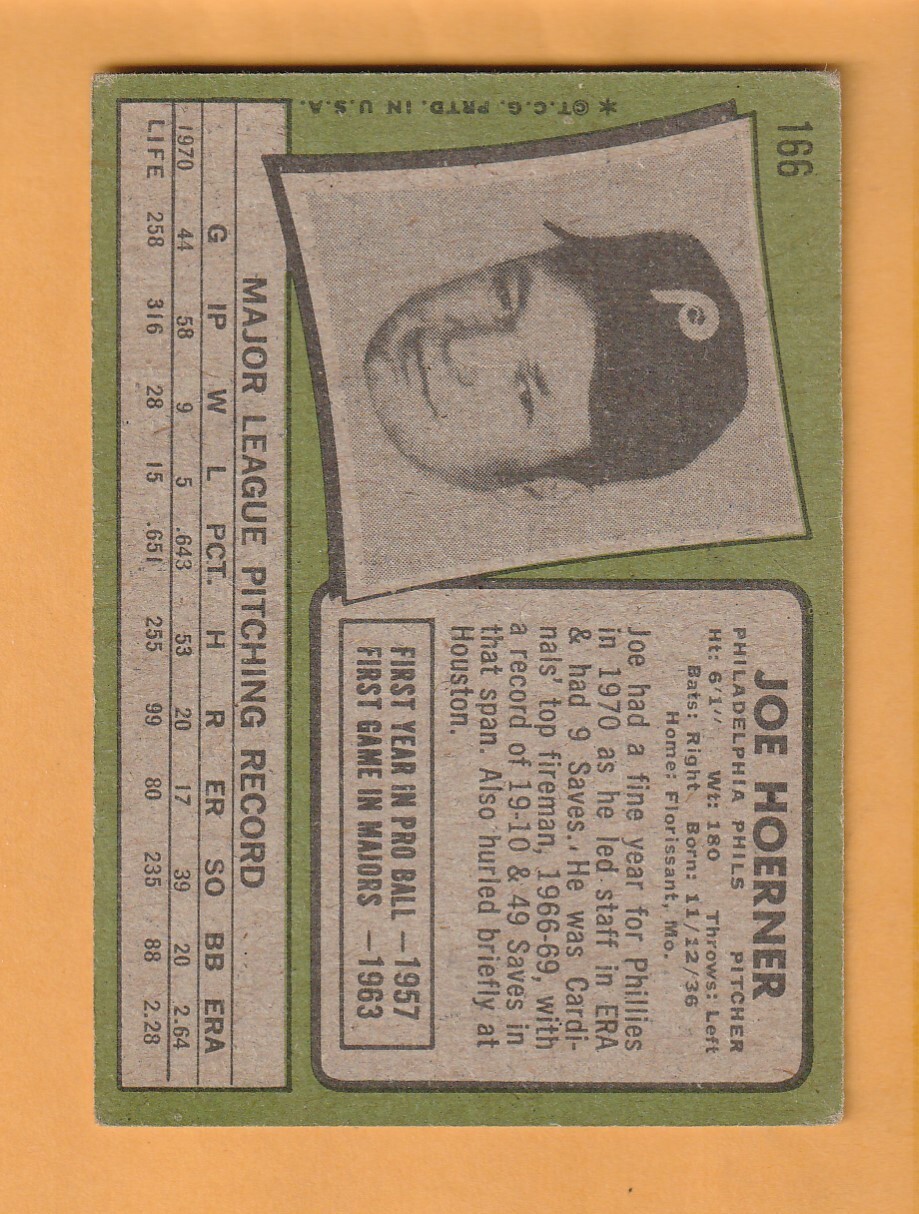 166
*©T.C.G. PRTD. IN U.S.A.
JOE HOERNER
PHILADELPHIA PHILS PITCHER
Ht: 6'1" Wt: 180 Throws: Left
Bats: Right Born: 11/12/36
Home: Florissant, Mo.
Joe had a fine year for Phillies
in 1970 as he led staff in ERA
& had 9 Saves. He was Cardi-
nals' top fireman, 1966-69, with
a record of 19-10 & 49 Saves in
that span. Also hurled briefly at
Houston.
FIRST YEAR IN PRO BALL —1957
FIRST GAME IN MAJORS —1963
MAJOR LEAGUE PITCHING RECORD
G IP W L PCT. H R ER SO BB ERA
1970 44 58 9 5 .643 53 20 17 39 20 2.64
LIFE 258 316 28 15 .651 255 99 80 235 88 2.28
P